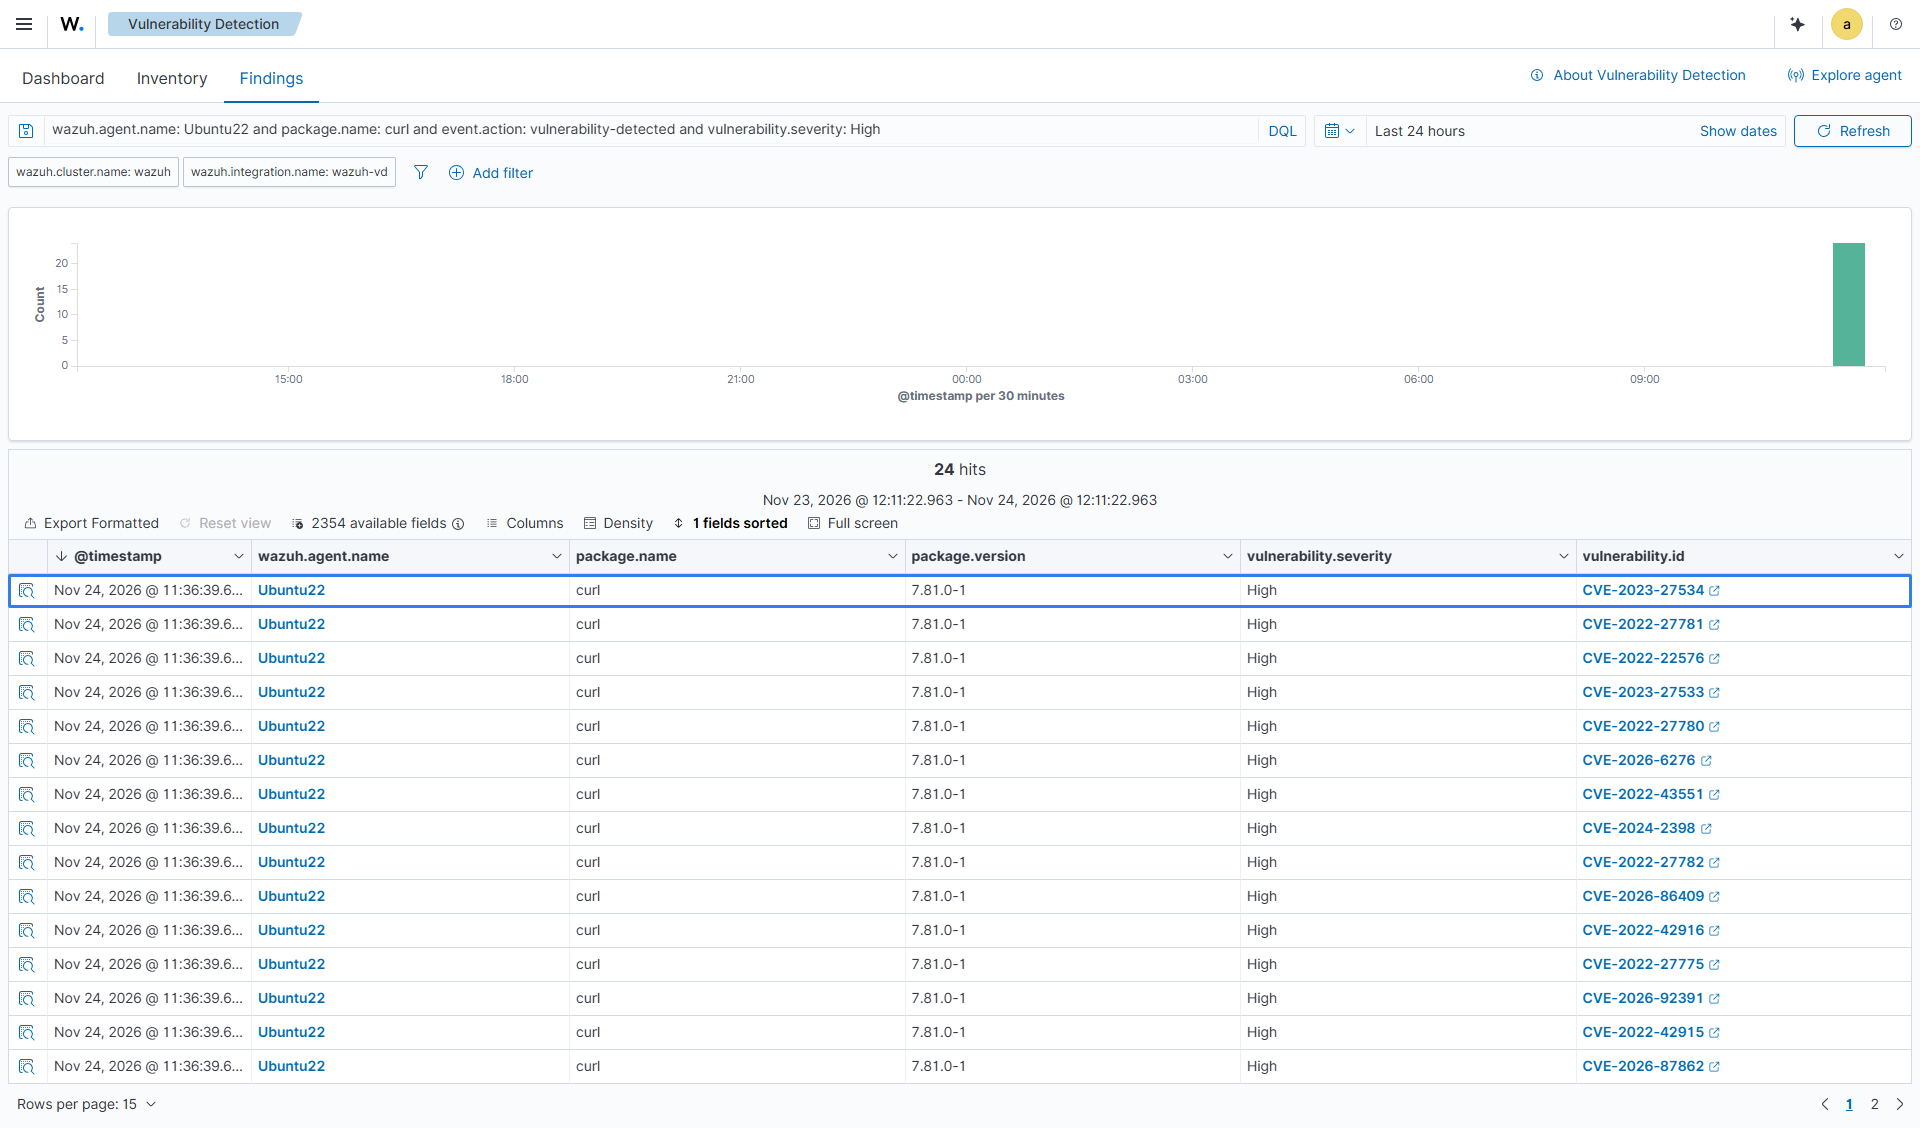 W. Vulnerability Detection a
Dashboard Inventory Findings About Vulnerability Detection Explore agent
wazuh.agent.name: Ubuntu22 and package.name: curl and event.action: vulnerability-detected and vulnerability.severity: High DQL Last 24 hours Show dates Refresh
wazuh.cluster.name: wazuh wazuh.integration.name: wazuh-vd Add filter
Count
20
15
10
5
0
15:00 18:00 21:00 00:00 03:00 06:00 09:00
@timestamp per 30 minutes
24 hits
Nov 23, 2026 @ 12:11:22.963 - Nov 24, 2026 @ 12:11:22.963
Export Formatted Reset view 2354 available fields Columns Density 1 fields sorted Full screen
@timestamp wazuh.agent.name package.name package.version vulnerability.severity vulnerability.id
Nov 24, 2026 @ 11:36:39.6... Ubuntu22 curl 7.81.0-1 High CVE-2023-27534
Nov 24, 2026 @ 11:36:39.6... Ubuntu22 curl 7.81.0-1 High CVE-2022-27781
Nov 24, 2026 @ 11:36:39.6... Ubuntu22 curl 7.81.0-1 High CVE-2022-22576
Nov 24, 2026 @ 11:36:39.6... Ubuntu22 curl 7.81.0-1 High CVE-2023-27533
Nov 24, 2026 @ 11:36:39.6... Ubuntu22 curl 7.81.0-1 High CVE-2022-27780
Nov 24, 2026 @ 11:36:39.6... Ubuntu22 curl 7.81.0-1 High CVE-2026-6276
Nov 24, 2026 @ 11:36:39.6... Ubuntu22 curl 7.81.0-1 High CVE-2022-43551
Nov 24, 2026 @ 11:36:39.6... Ubuntu22 curl 7.81.0-1 High CVE-2024-2398
Nov 24, 2026 @ 11:36:39.6... Ubuntu22 curl 7.81.0-1 High CVE-2022-27782
Nov 24, 2026 @ 11:36:39.6... Ubuntu22 curl 7.81.0-1 High CVE-2026-86409
Nov 24, 2026 @ 11:36:39.6... Ubuntu22 curl 7.81.0-1 High CVE-2022-42916
Nov 24, 2026 @ 11:36:39.6... Ubuntu22 curl 7.81.0-1 High CVE-2022-27775
Nov 24, 2026 @ 11:36:39.6... Ubuntu22 curl 7.81.0-1 High CVE-2026-92391
Nov 24, 2026 @ 11:36:39.6... Ubuntu22 curl 7.81.0-1 High CVE-2022-42915
Nov 24, 2026 @ 11:36:39.6... Ubuntu22 curl 7.81.0-1 High CVE-2026-87862
Rows per page: 15 1 2